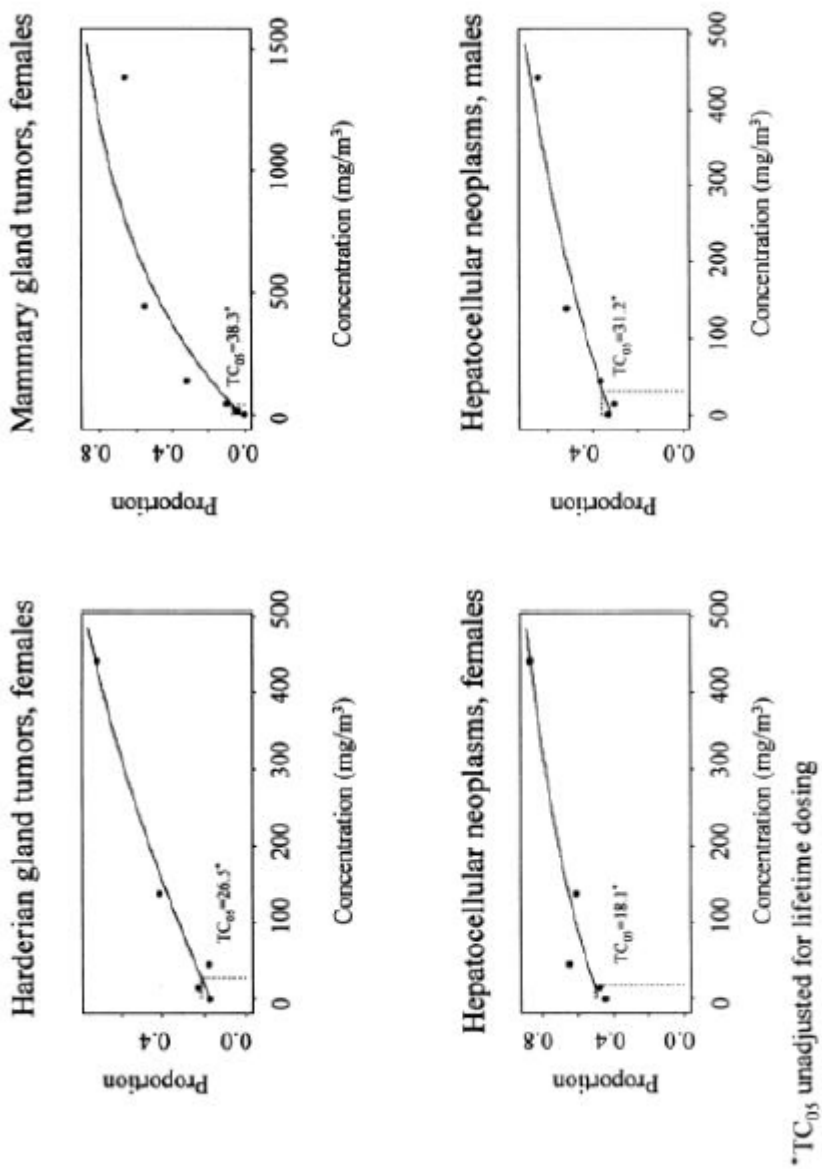 Harderian gland tumors, females
Proportion
0.4
0.0
TC₀₅=26.5*
0 100 200 300 400 500
Concentration (mg/m³)
Mammary gland tumors, females
Proportion
0.8
0.4
0.0
TC₀₅=38.3*
0 500 1000 1500
Concentration (mg/m³)
Hepatocellular neoplasms, females
Proportion
0.8
0.4
0.0
TC₀₅=18.1*
0 100 200 300 400 500
Concentration (mg/m³)
Hepatocellular neoplasms, males
Proportion
0.4
0.0
TC₀₅=31.2*
0 100 200 300 400 500
Concentration (mg/m³)
*TC₀₅ unadjusted for lifetime dosing